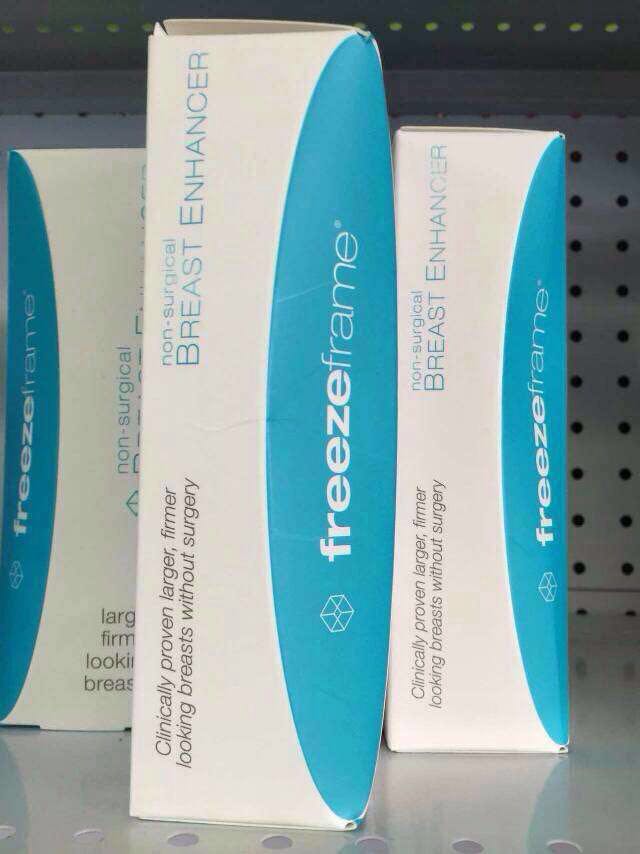 freezeframe
non-surgical
larg
firm
lookin
breas
non-surgical
BREAST ENHANCER
Clinically proven larger, firmer
looking breasts without surgery
freezeframe®
non-surgical
BREAST ENHANCER
Clinically proven larger, firmer
looking breasts without surgery
freezeframe®